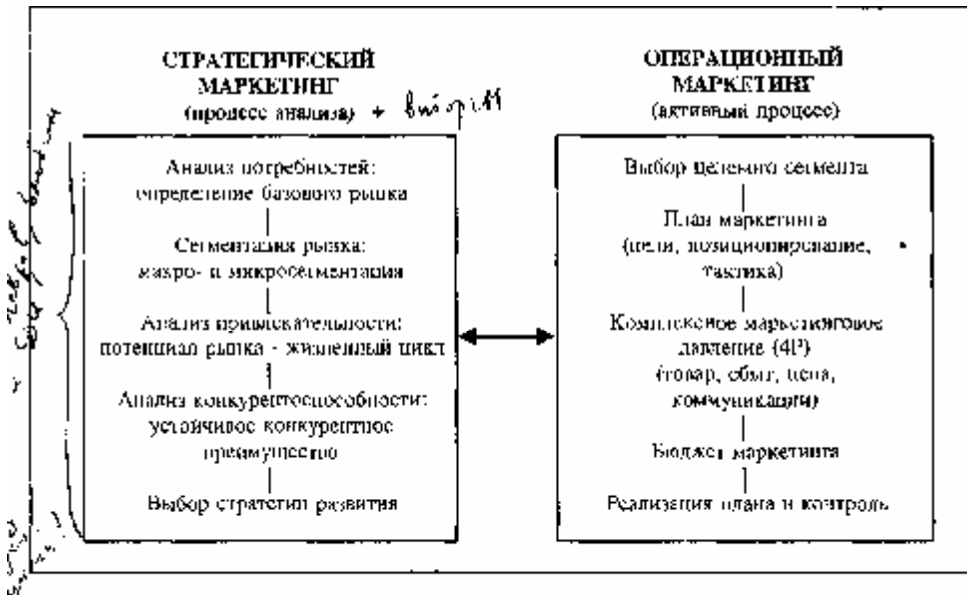 СТРАТЕГИЧЕСКИЙ
МАРКЕТИНГ
(процесс анализа) +
Анализ потребностей:
определение базового рынка
Сегментация рынка:
макро- и микросегментация
Анализ привлекательности:
потенциал рынка - жизненный цикл
Анализ конкурентоспособности:
устойчивое конкурентное
преимущество
Выбор стратегии развития
ОПЕРАЦИОННЫЙ
МАРКЕТИНГ
(активный процесс)
Выбор целевого сегмента
План маркетинга
(цели, позиционирование,
тактика)
Комплексное маркетинговое
давление (4P)
(товар, сбыт, цена,
коммуникации)
Бюджет маркетинга
Реализация плана и контроль